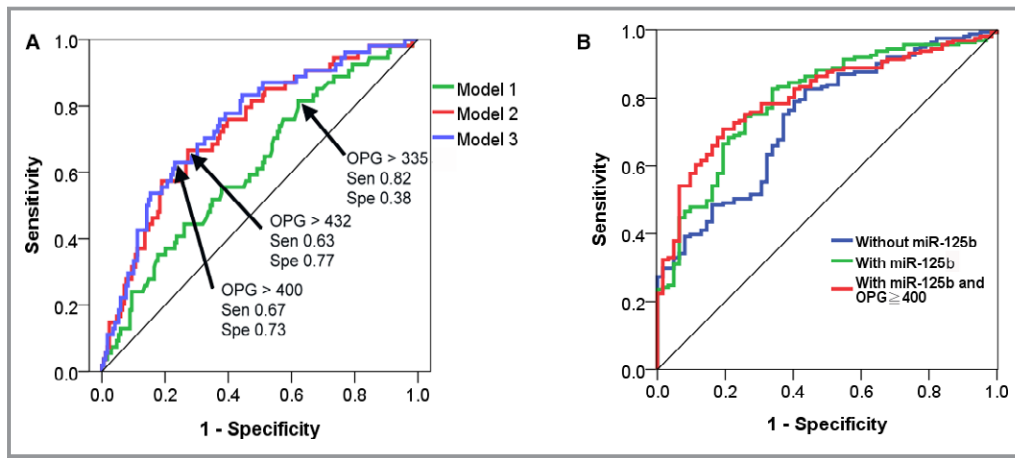 A
1.0
0.8
0.6
0.4
0.2
0.0
Sensitivity
0.0 0.2 0.4 0.6 0.8 1.0
1 - Specificity
Model 1
Model 2
Model 3
OPG > 335
Sen 0.82
Spe 0.38
OPG > 432
Sen 0.63
Spe 0.77
OPG > 400
Sen 0.67
Spe 0.73
B
1.0
0.8
0.6
0.4
0.2
0.0
Sensitivity
0.0 0.2 0.4 0.6 0.8 1.0
1 - Specificity
Without miR-125b
With miR-125b
With miR-125b and
OPG≧400